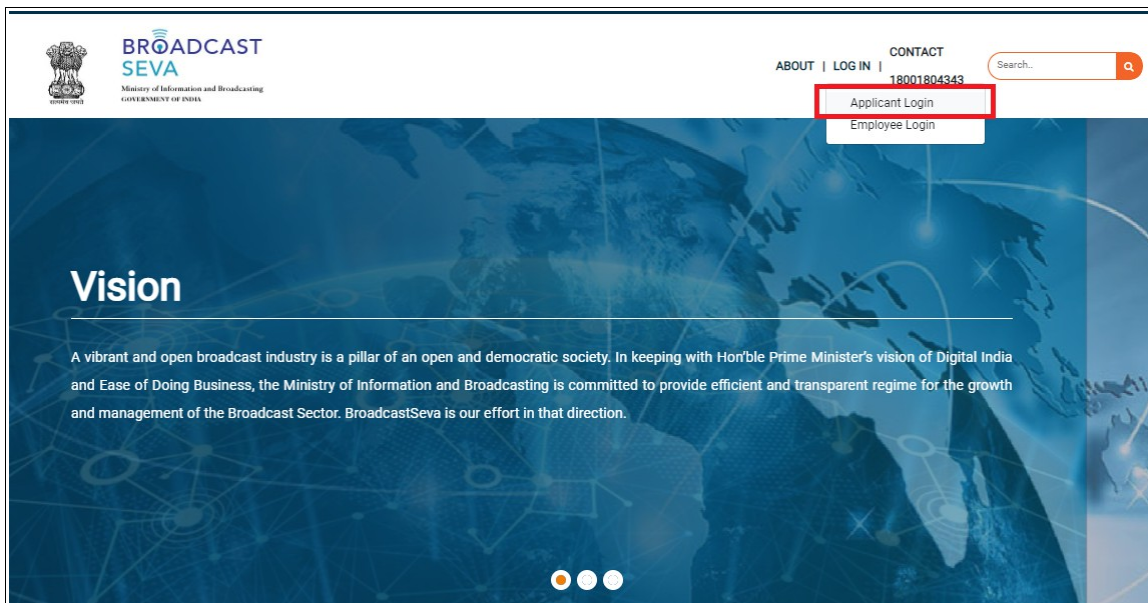 BROADCAST
SEVA
Ministry of Information and Broadcasting
GOVERNMENT OF INDIA
सत्यमेव जयते
ABOUT | LOG IN |
CONTACT
18001804343
Search..
Applicant Login
Employee Login
Vision
A vibrant and open broadcast industry is a pillar of an open and democratic society. In keeping with Hon'ble Prime Minister's vision of Digital India
and Ease of Doing Business, the Ministry of Information and Broadcasting is committed to provide efficient and transparent regime for the growth
and management of the Broadcast Sector. BroadcastSeva is our effort in that direction.